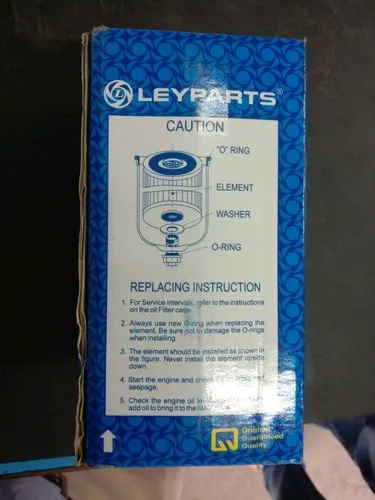 LEYPARTS®
CAUTION
"O" RING
ELEMENT
WASHER
O-RING
REPLACING INSTRUCTION
1. For Service Intervals, refer to the instructions
on the oil Filter case
2. Always use new O-ring when replacing the
element. Be sure not to damage the O-rings
when installing
3. The element should be installed as shown in
the figure. Never install the element upside
down.
4. Start the engine and check
seepage.
5. Check the engine oil
add oil to bring it to the
Original
Guaranteed
Quality